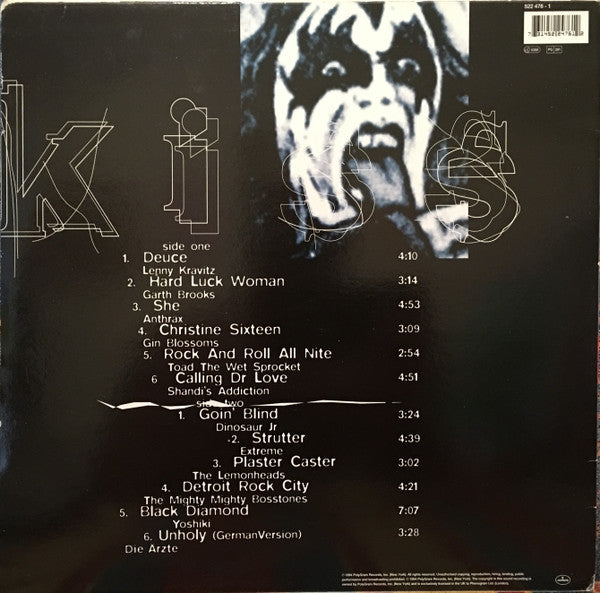 522 476 - 1
kiss
side one
1. Deuce 4:10
Lenny Kravitz
2. Hard Luck Woman 3:14
Garth Brooks
3. She 4:53
Anthrax
4. Christine Sixteen 3:09
Gin Blossoms
5. Rock And Roll All Nite 2:54
Toad The Wet Sprocket
6 Calling Dr Love 4:51
Shandi's Addiction
side two
1. Goin' Blind 3:24
Dinosaur Jr
2. Strutter 4:39
Extreme
3. Plaster Caster 3:02
The Lemonheads
4. Detroit Rock City 4:21
The Mighty Mighty Bosstones
5. Black Diamond 7:07
Yoshiki
6. Unholy (GermanVersion) 3:28
Die Arzte